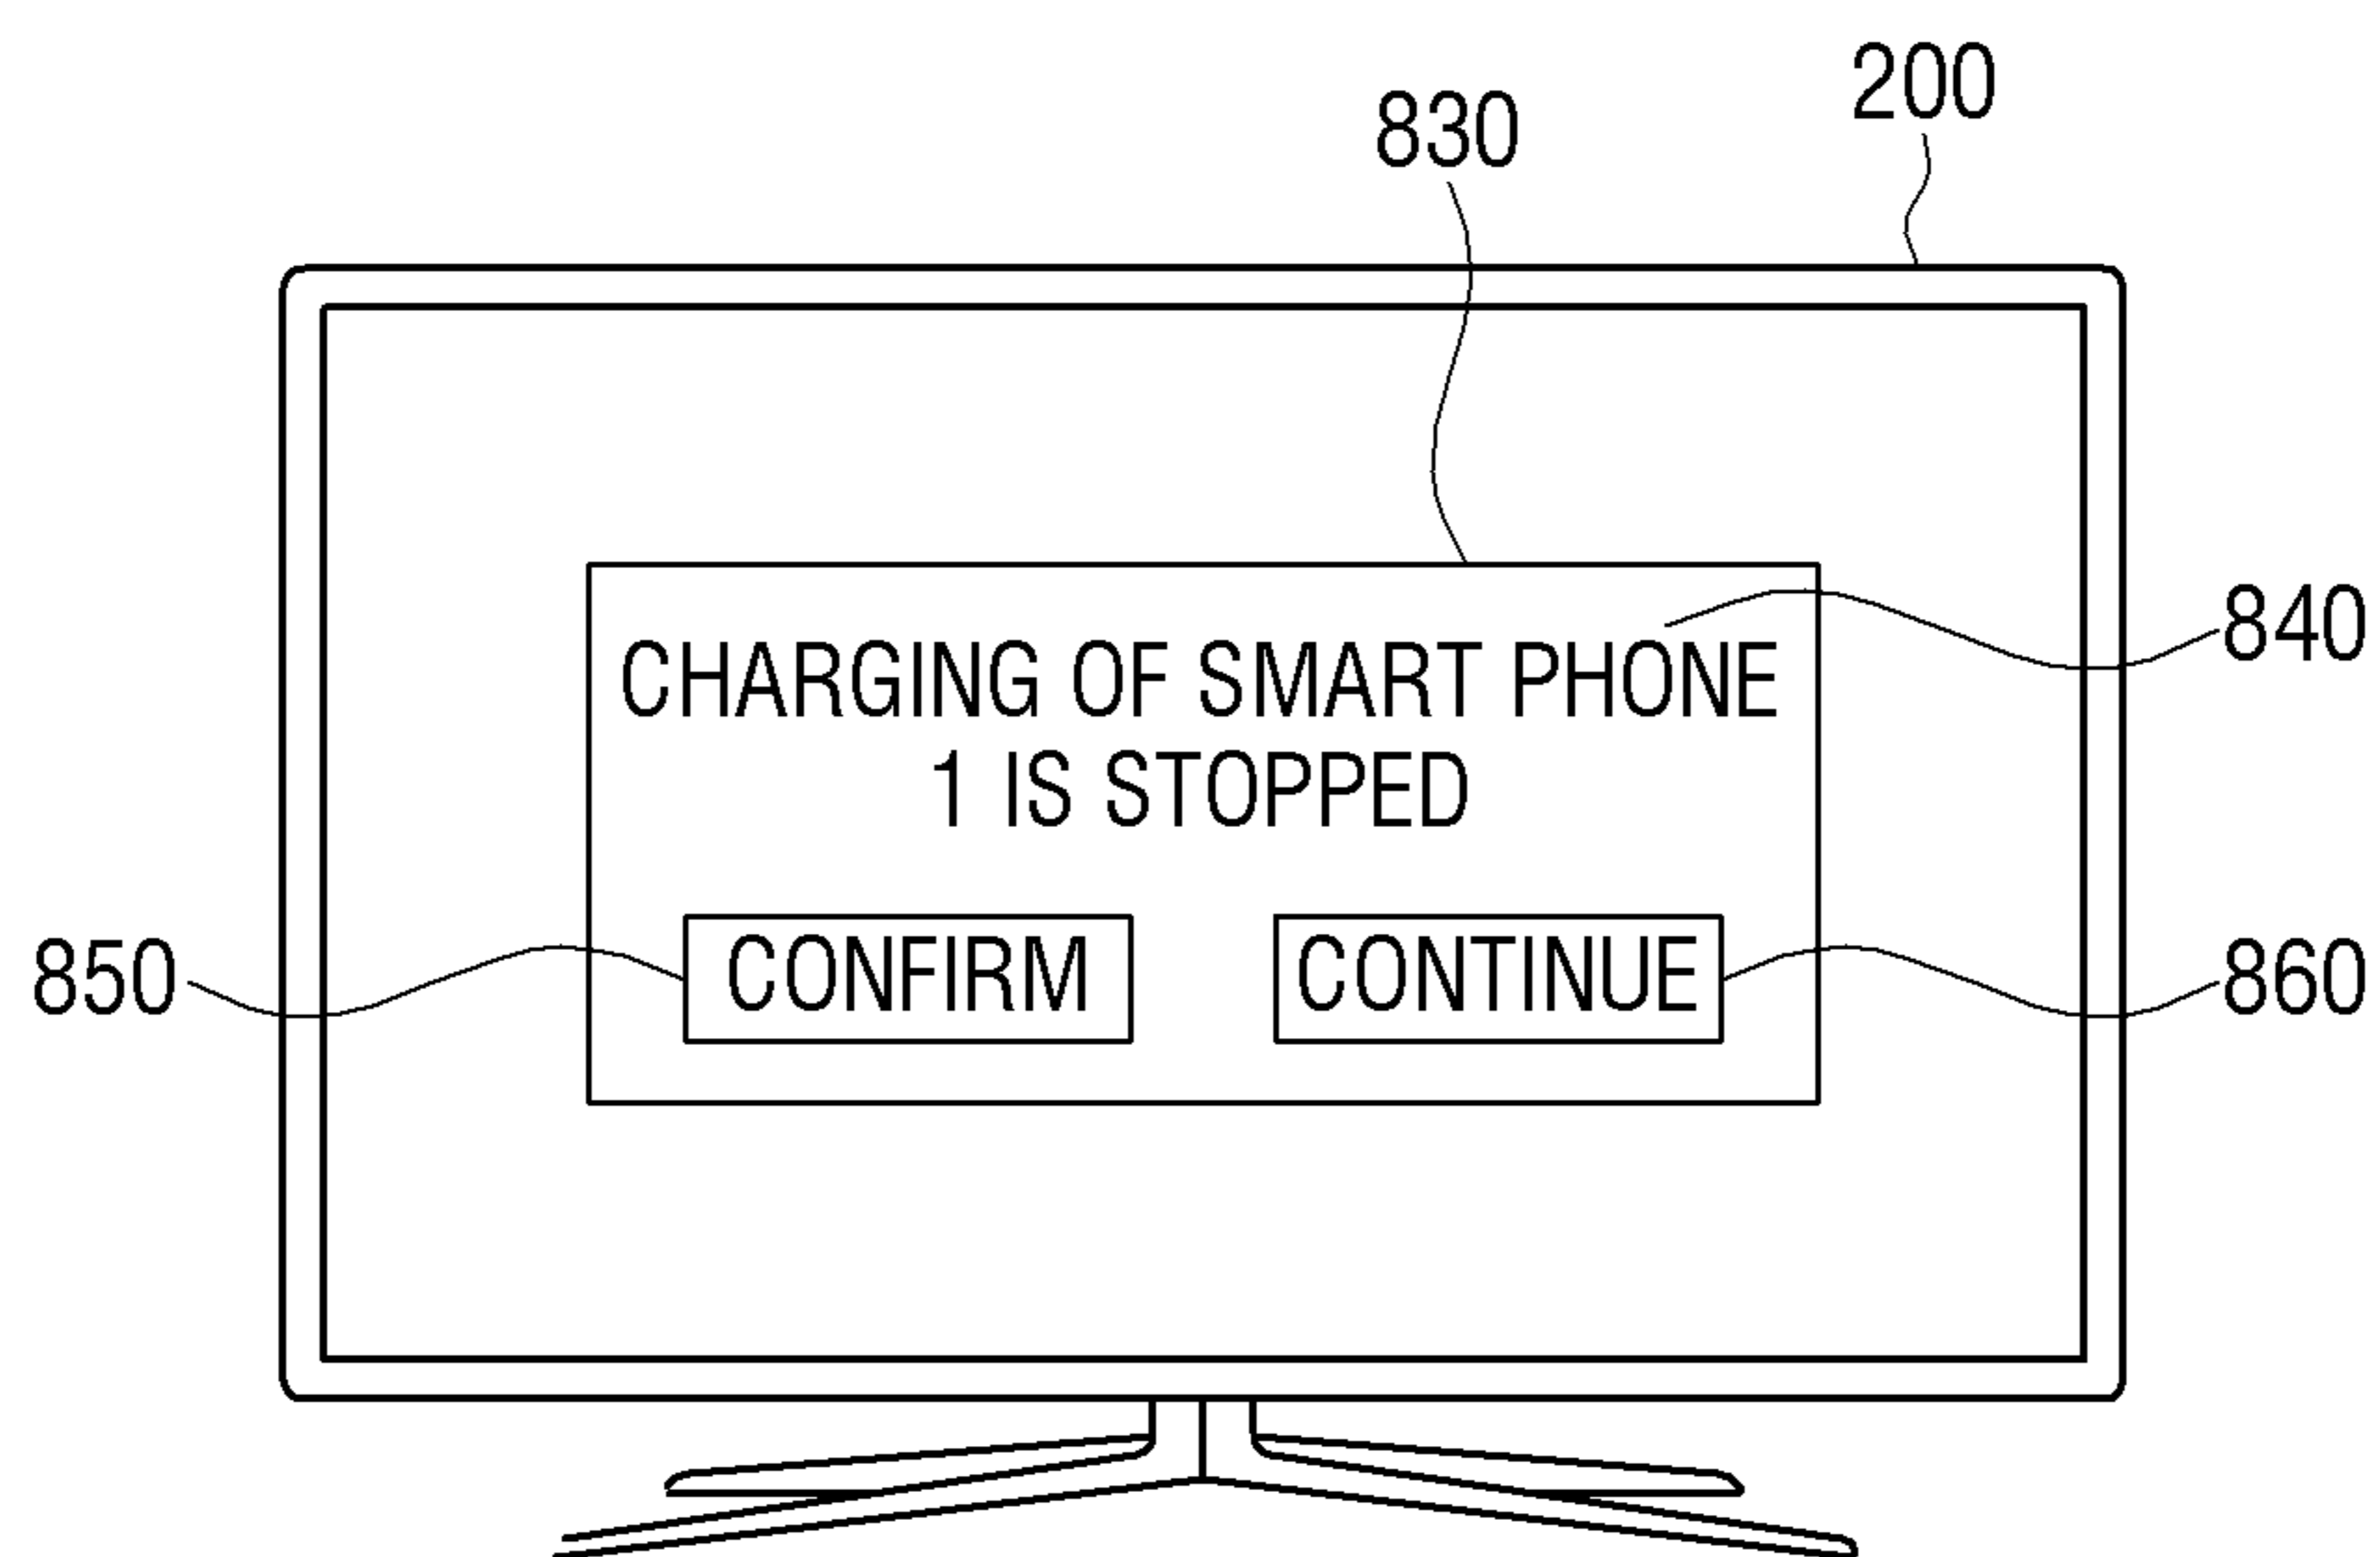 200
830
840
CHARGING OF SMART PHONE
1 IS STOPPED
850
CONFIRM
CONTINUE
860